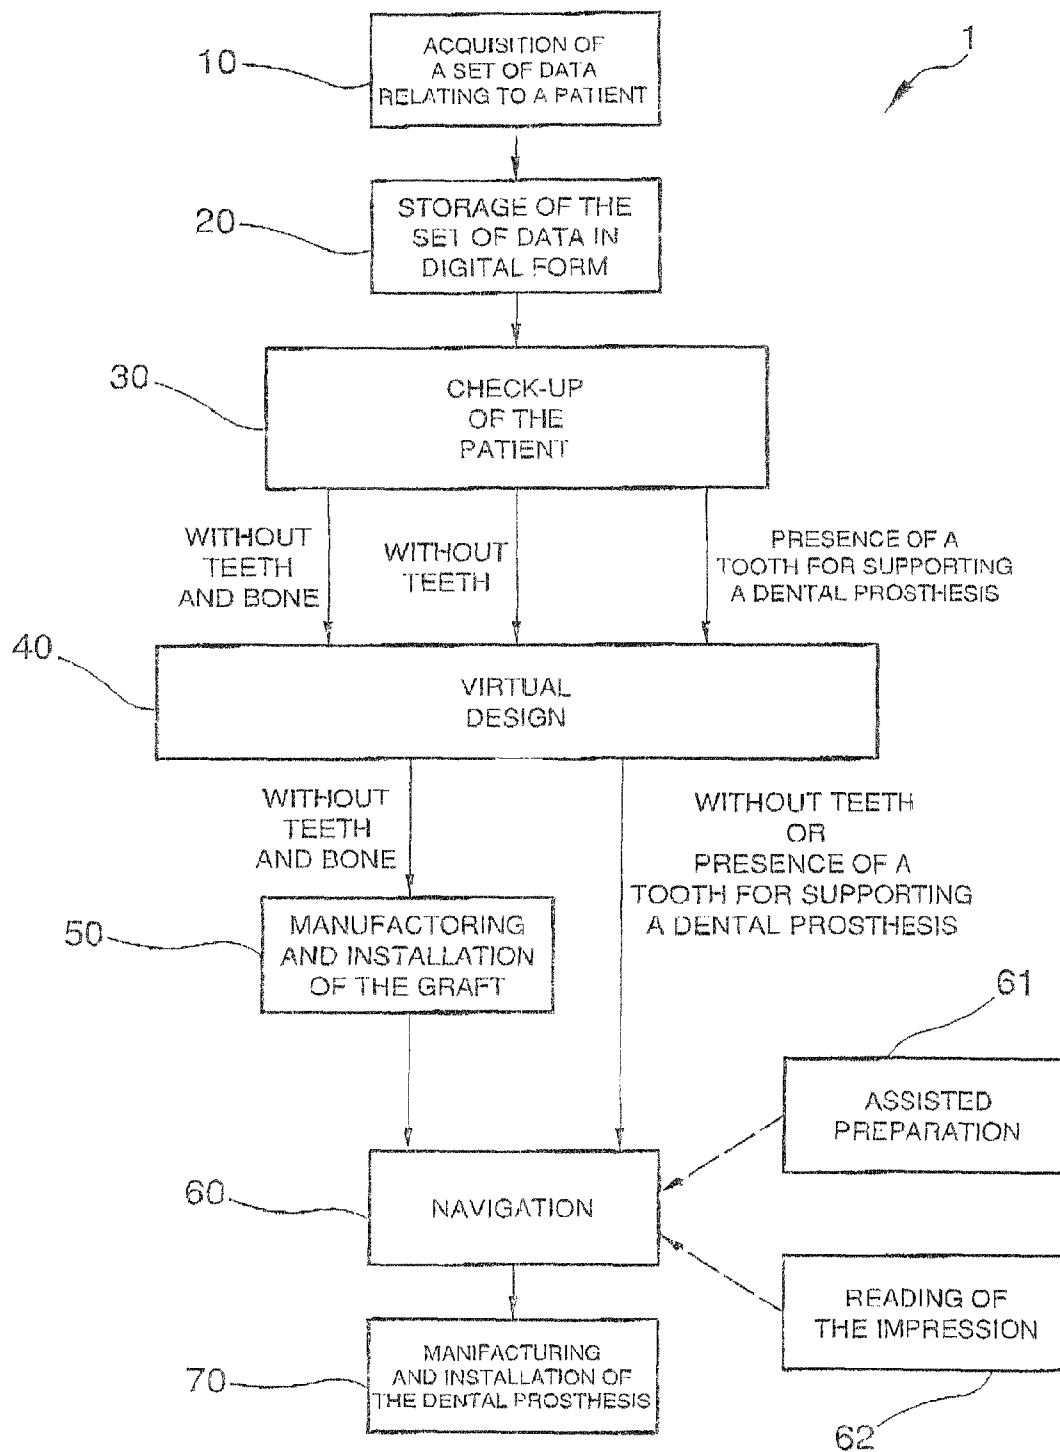 ACQUISITION OF
A SET OF DATA
RELATING TO A PATIENT
10
1
STORAGE OF THE
SET OF DATA IN
DIGITAL FORM
20
CHECK-UP
OF THE
PATIENT
30
WITHOUT
TEETH
AND BONE
WITHOUT
TEETH
PRESENCE OF A
TOOTH FOR SUPPORTING
A DENTAL PROSTHESIS
40
VIRTUAL
DESIGN
WITHOUT
TEETH
AND BONE
WITHOUT TEETH
OR
PRESENCE OF A
TOOTH FOR SUPPORTING
A DENTAL PROSTHESIS
50
MANUFACTORING
AND INSTALLATION
OF THE GRAFT
61
ASSISTED
PREPARATION
60
NAVIGATION
READING OF
THE IMPRESSION
62
70
MANIFACTURING
AND INSTALLATION OF
THE DENTAL PROSTHESIS